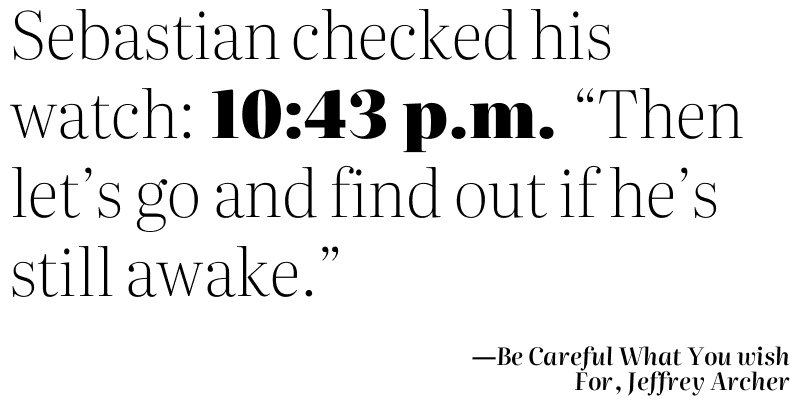 Sebastian checked his
watch: 10:43 p.m. “Then
let’s go and find out if he’s
still awake.”
—Be Careful What You wish
For, Jeffrey Archer